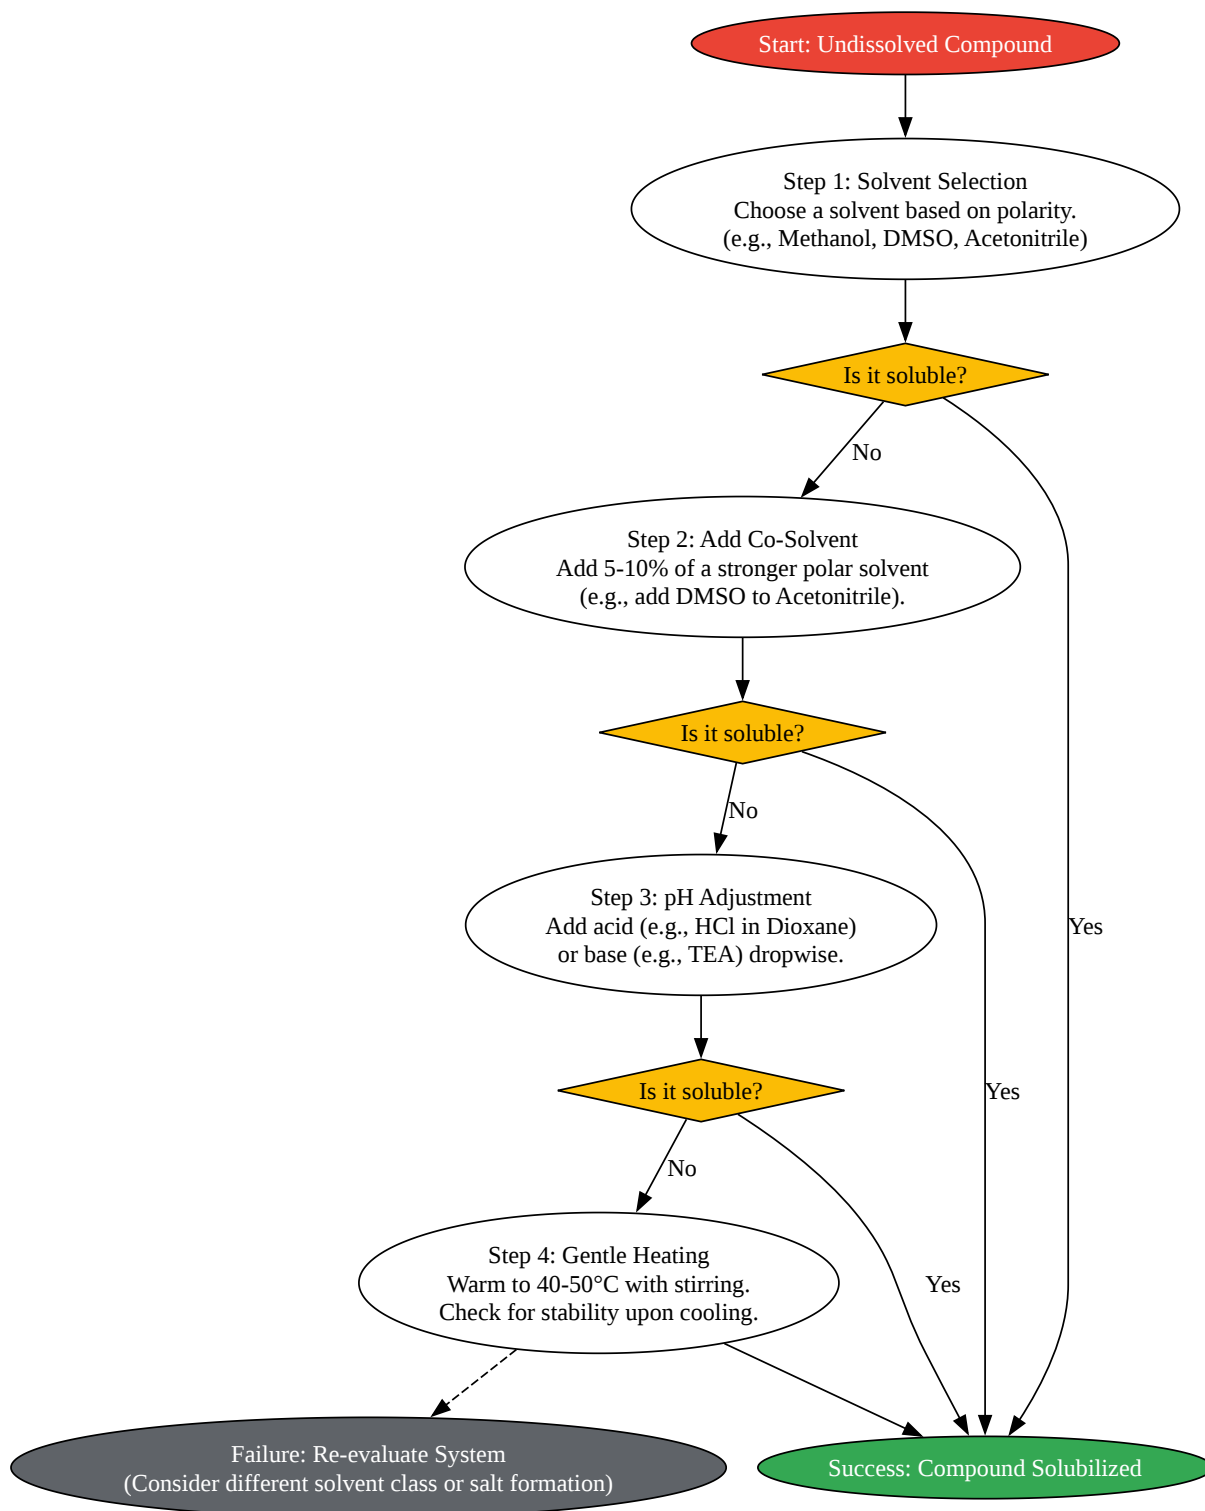 Start: Undissolved Compound
Step 1: Solvent Selection
Choose a solvent based on polarity.
(e.g., Methanol, DMSO, Acetonitrile)
Is it soluble?
No
Step 2: Add Co-Solvent
Add 5-10% of a stronger polar solvent
(e.g., add DMSO to Acetonitrile).
Is it soluble?
No
Step 3: pH Adjustment
Add acid (e.g., HCl in Dioxane)
or base (e.g., TEA) dropwise.
Yes
Is it soluble?
Yes
No
Step 4: Gentle Heating
Warm to 40-50°C with stirring.
Check for stability upon cooling.
Yes
Failure: Re-evaluate System
(Consider different solvent class or salt formation)
Success: Compound Solubilized